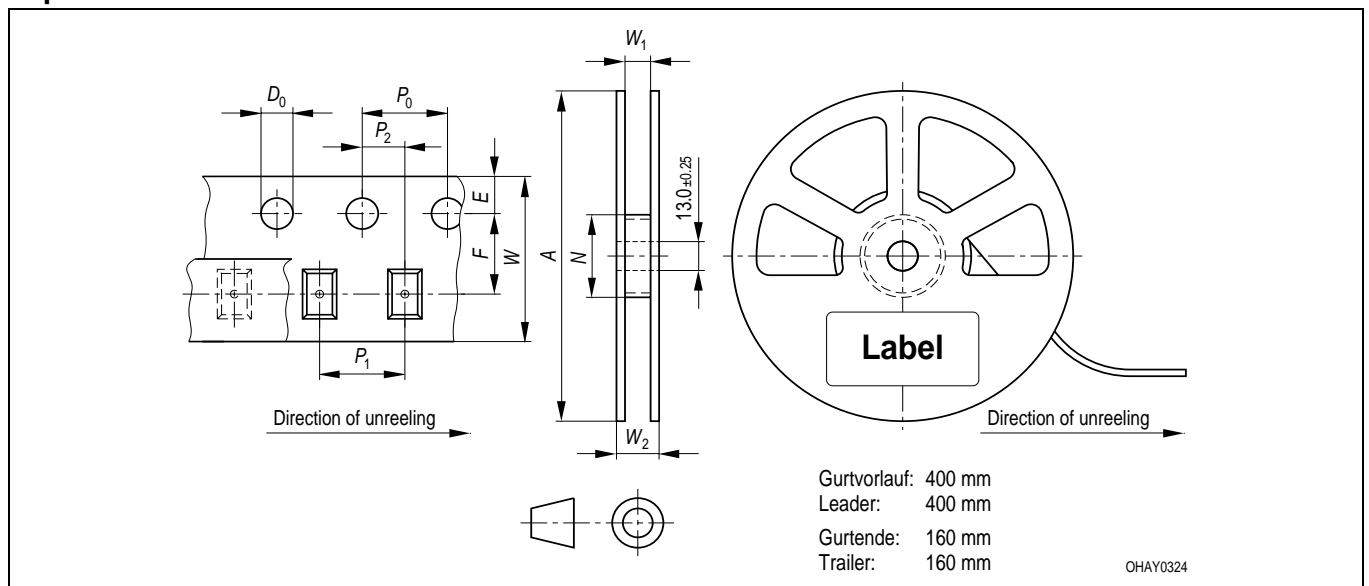 W₁
D₀
P₀
P₂
E
F
W
A
N
13.0 ±0.25
Label
P₁
Direction of unreeling
W₂
Direction of unreeling
Gurtvorlauf: 400 mm
Leader: 400 mm
Gurtende: 160 mm
Trailer: 160 mm
OHAY0324